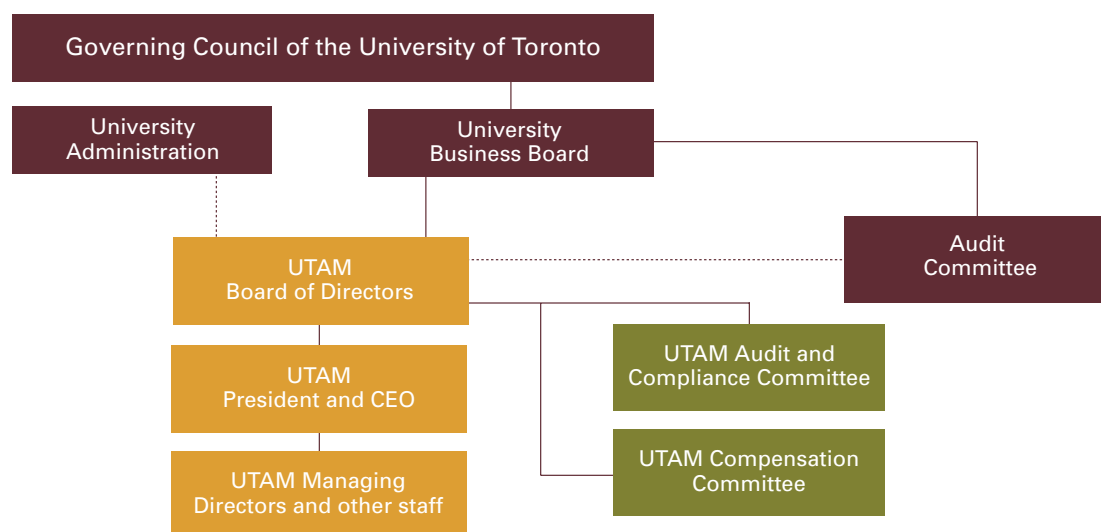 Governing Council of the University of Toronto
University
Administration
University
Business Board
Audit
Committee
UTAM
Board of Directors
UTAM Audit and
Compliance Committee
UTAM
President and CEO
UTAM Compensation
Committee
UTAM Managing
Directors and other staff